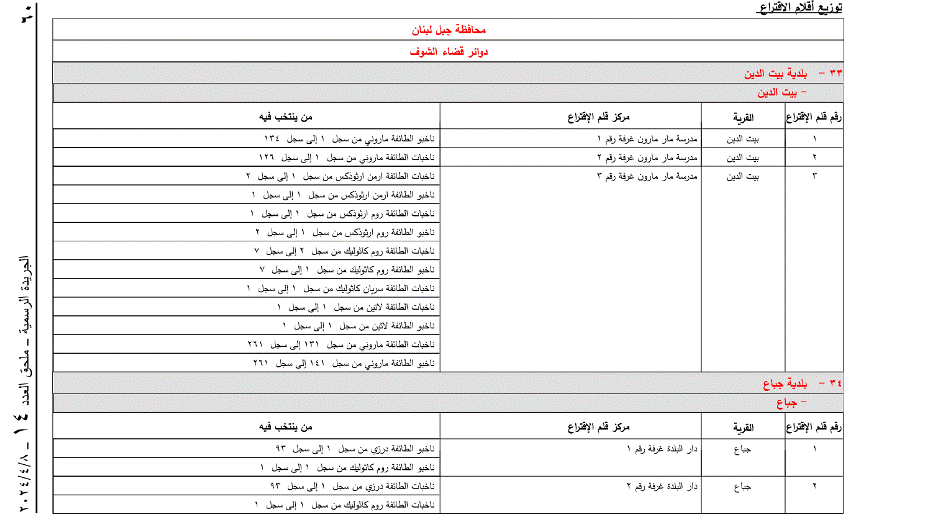 توزيع أقلام الاقتراع
٦٠
محافظة جبل لبنان
دوائر قضاء الشوف
٣٣ - بلدية بيت الدين
- بيت الدين
رقم قلم الإقتراع القرية مركز قلم الإقتراع من ينتخب فيه
١ بيت الدين مدرسة مار مارون غرفة رقم ١ ناخبو الطائفة ماروني من سجل ١ إلى سجل ١٣٤
٢ بيت الدين مدرسة مار مارون غرفة رقم ٢ ناخبات الطائفة ماروني من سجل ١ إلى سجل ١٢٦
٣ بيت الدين مدرسة مار مارون غرفة رقم ٣ ناخبات الطائفة ارمن ارثوذكس من سجل ١ إلى سجل ٢
ناخبو الطائفة ارمن ارثوذكس من سجل ١ إلى سجل ١
ناخبات الطائفة روم ارثوذكس من سجل ١ إلى سجل ١
ناخبو الطائفة روم ارثوذكس من سجل ١ إلى سجل ٢
ناخبات الطائفة روم كاثوليك من سجل ٢ إلى سجل ٧
ناخبو الطائفة روم كاثوليك من سجل ١ إلى سجل ٧
ناخبات الطائفة سريان كاثوليك من سجل ١ إلى سجل ١
ناخبات الطائفة لاتين من سجل ١ إلى سجل ١
ناخبو الطائفة لاتين من سجل ١ إلى سجل ١
ناخبات الطائفة ماروني من سجل ١٣١ إلى سجل ٢٦١
ناخبو الطائفة ماروني من سجل ١٤١ إلى سجل ٢٦١
٣٤ - بلدية جباع
- جباع
رقم قلم الإقتراع القرية مركز قلم الإقتراع من ينتخب فيه
١ جباع دار البلدة غرفة رقم ١ ناخبو الطائفة درزي من سجل ١ إلى سجل ٩٣
ناخبو الطائفة روم كاثوليك من سجل ١ إلى سجل ١
٢ جباع دار البلدة غرفة رقم ٢ ناخبات الطائفة درزي من سجل ١ إلى سجل ٩٣
ناخبات الطائفة روم كاثوليك من سجل ١ إلى سجل ١
الجريدة الرسمية – ملحق العدد ١٤ – ٢٠٢٤/٤/٨